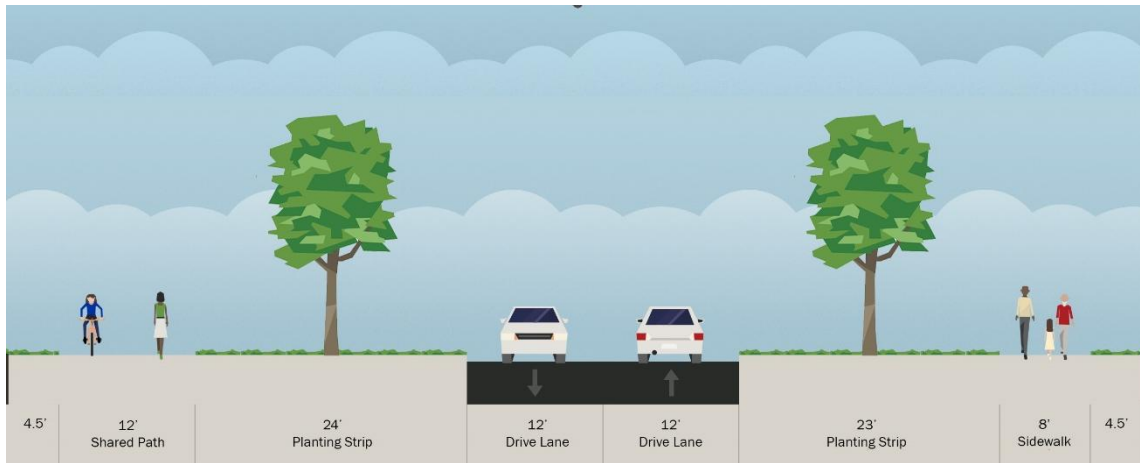 4.5’
12’
Shared Path
24’
Planting Strip
12’
Drive Lane
12’
Drive Lane
23’
Planting Strip
8’
Sidewalk
4.5’